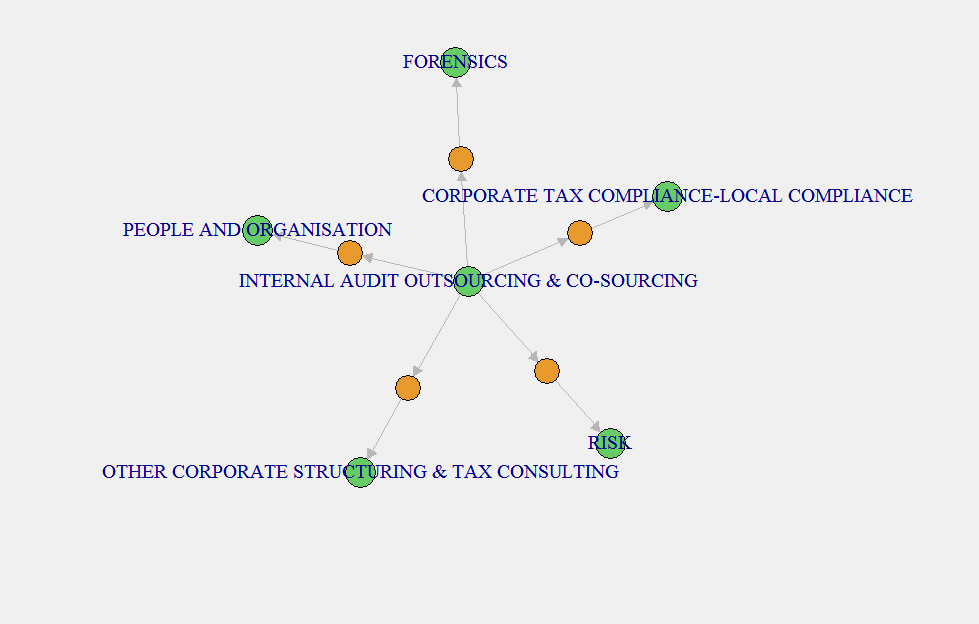 FORENSICS
CORPORATE TAX COMPLIANCE-LOCAL COMPLIANCE
PEOPLE AND ORGANISATION
INTERNAL AUDIT OUTSOURCING & CO-SOURCING
RISK
OTHER CORPORATE STRUCTURING & TAX CONSULTING